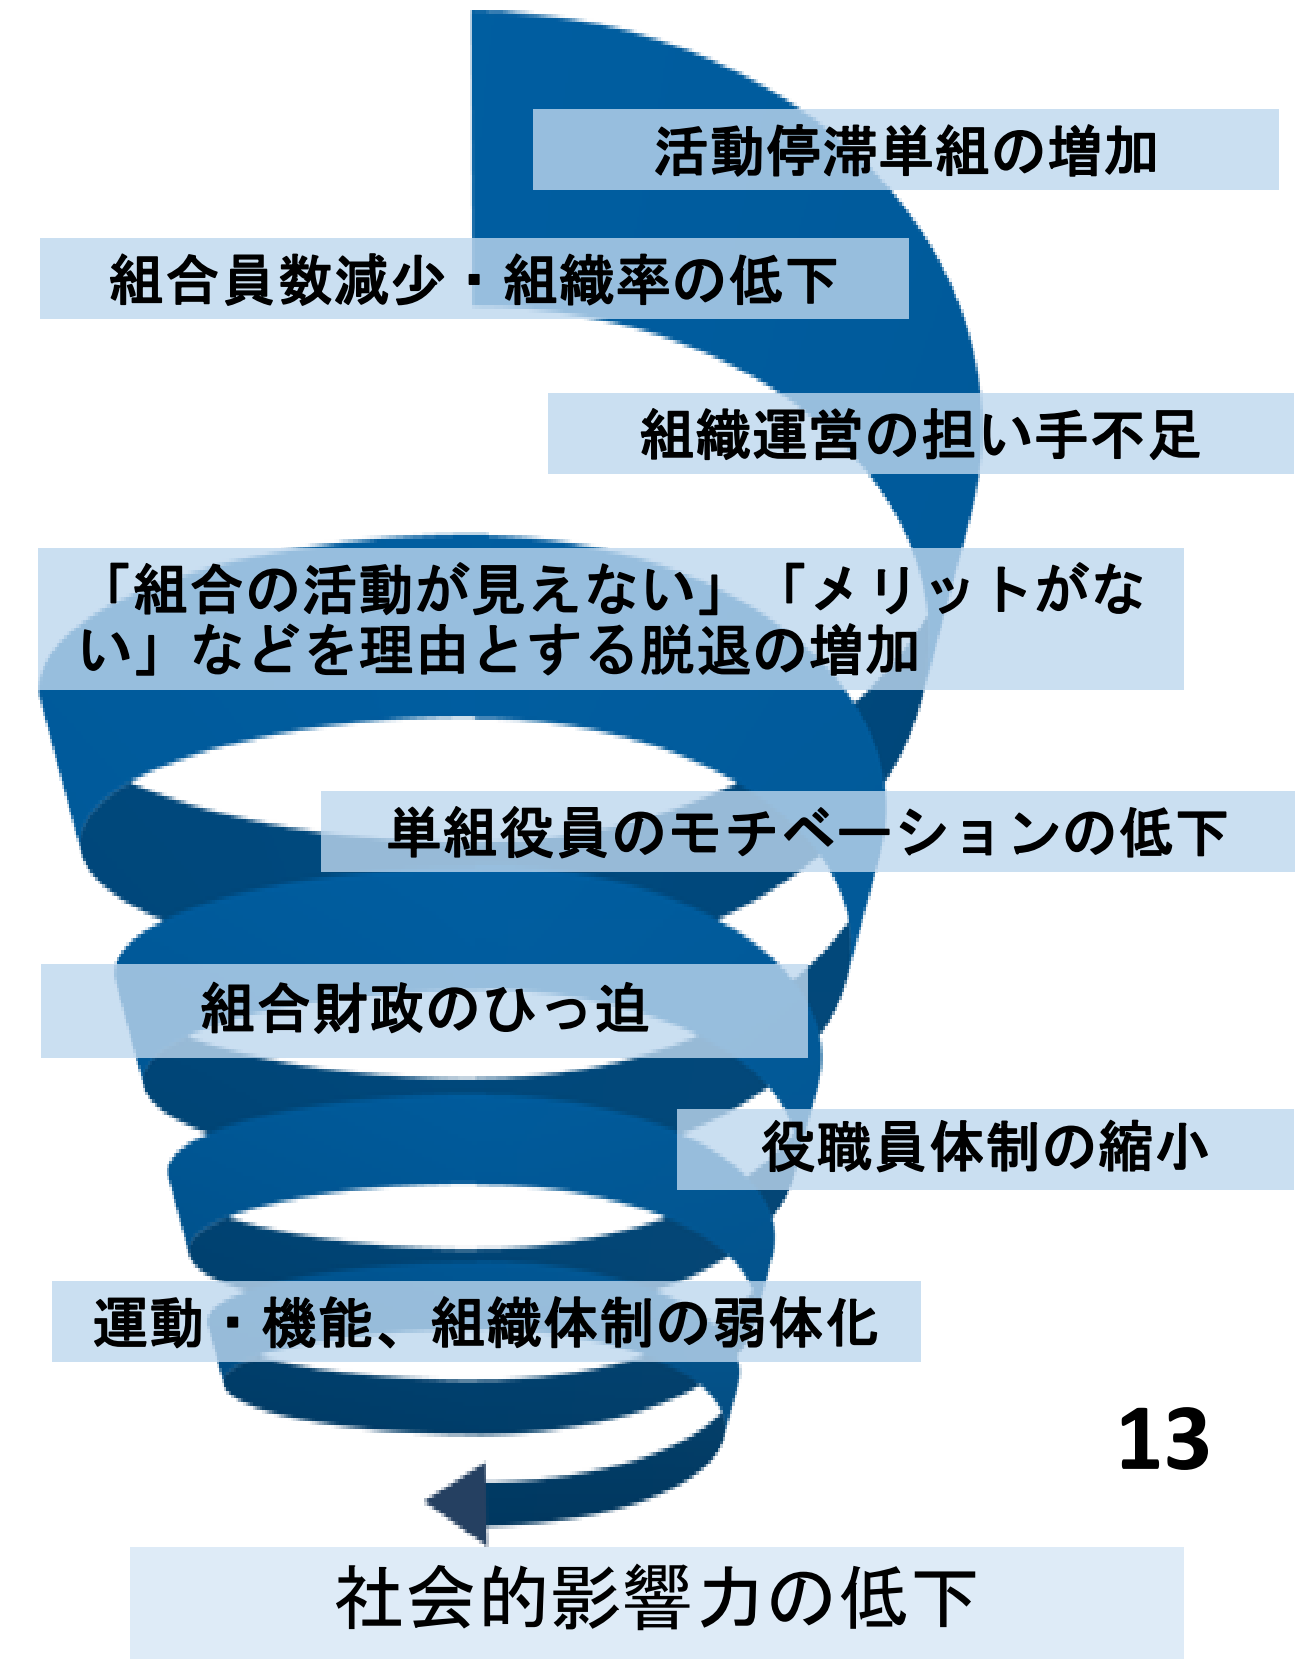 活動停滞単組の増加
組合員数減少・組織率の低下
組織運営の担い手不足
「組合の活動が見えない」「メリットがな
い」などを理由とする脱退の増加
単組役員のモチベーションの低下
組合財政のひっ迫
役職員体制の縮小
運動・機能、組織体制の弱体化
13
社会的影響力の低下